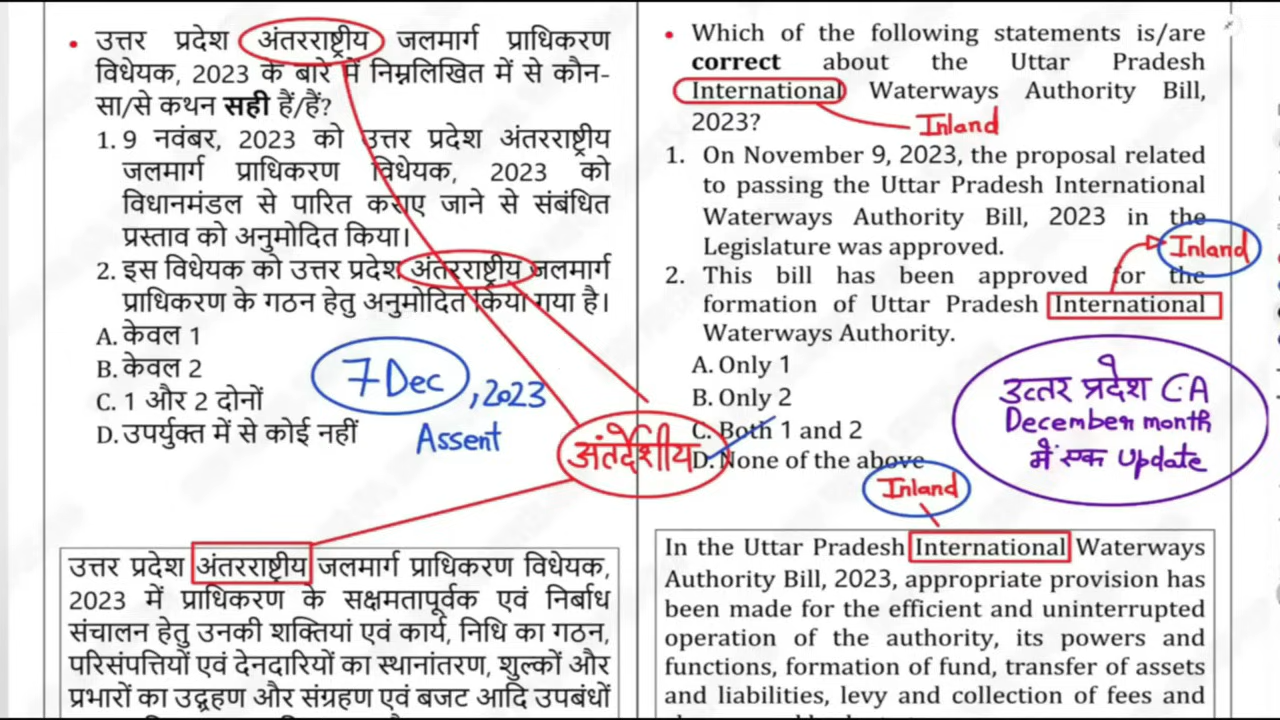 • उत्तर प्रदेश अंतरराष्ट्रीय जलमार्ग प्राधिकरण
विधेयक, 2023 के बारे में निम्नलिखित में से कौन-
सा/से कथन सही हैं/हैं?
1. 9 नवंबर, 2023 को उत्तर प्रदेश अंतरराष्ट्रीय
जलमार्ग प्राधिकरण विधेयक, 2023 को
विधानमंडल से पारित कराए जाने से संबंधित
प्रस्ताव को अनुमोदित किया।
2. इस विधेयक को उत्तर प्रदेश अंतरराष्ट्रीय जलमार्ग
प्राधिकरण के गठन हेतु अनुमोदित किया गया है।
A. केवल 1
B. केवल 2
C. 1 और 2 दोनों
D. उपर्युक्त में से कोई नहीं
7 Dec, 2023
Assent
अंतर्देशीय
उत्तर प्रदेश अंतरराष्ट्रीय जलमार्ग प्राधिकरण विधेयक,
2023 में प्राधिकरण के सक्षमतापूर्वक एवं निर्बाध
संचालन हेतु उनकी शक्तियां एवं कार्य, निधि का गठन,
परिसंपत्तियों एवं देनदारियों का स्थानांतरण, शुल्कों और
प्रभारों का उद्ग्रहण और संग्रहण एवं बजट आदि उपबंधों
• Which of the following statements is/are
correct about the Uttar Pradesh
International Waterways Authority Bill,
2023?
Inland
1. On November 9, 2023, the proposal related
to passing the Uttar Pradesh International
Waterways Authority Bill, 2023 in the
Legislature was approved.
Inland
2. This bill has been approved for the
formation of Uttar Pradesh International
Waterways Authority.
A. Only 1
B. Only 2
C. Both 1 and 2
D. None of the above
उत्तर प्रदेश C.A
December month
में एक Update
Inland
In the Uttar Pradesh International Waterways
Authority Bill, 2023, appropriate provision has
been made for the efficient and uninterrupted
operation of the authority, its powers and
functions, formation of fund, transfer of assets
and liabilities, levy and collection of fees and